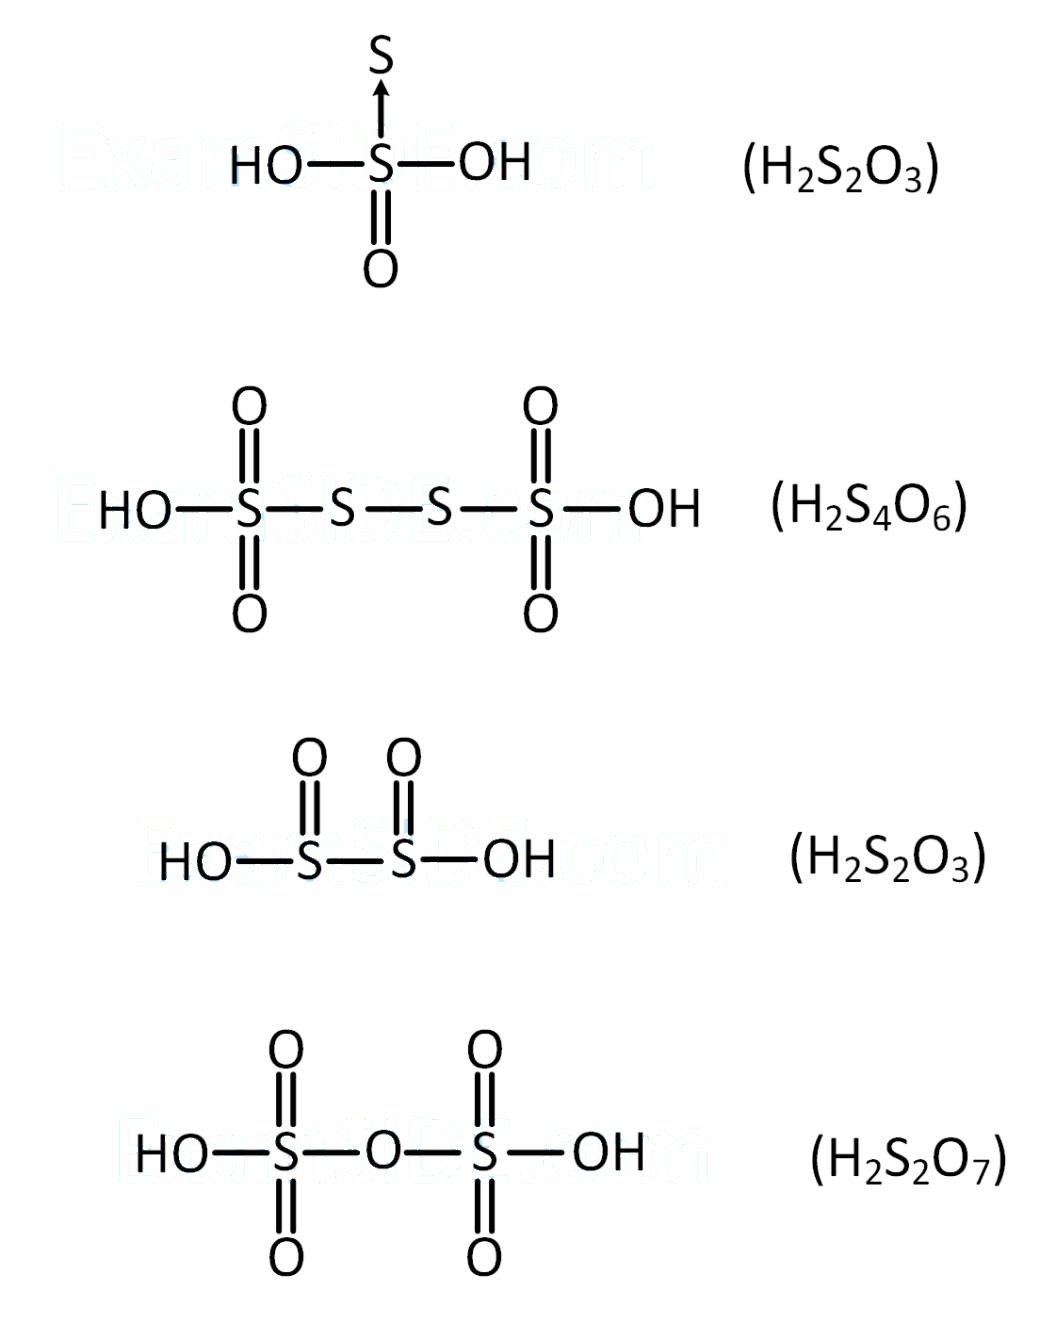 S
HO S OH (H₂S₂O₃)
O
O O
HO S S S S OH (H₂S₄O₆)
O O
O O
HO S S OH (H₂S₂O₃)
O O
HO S O S OH (H₂S₂O₇)
O O